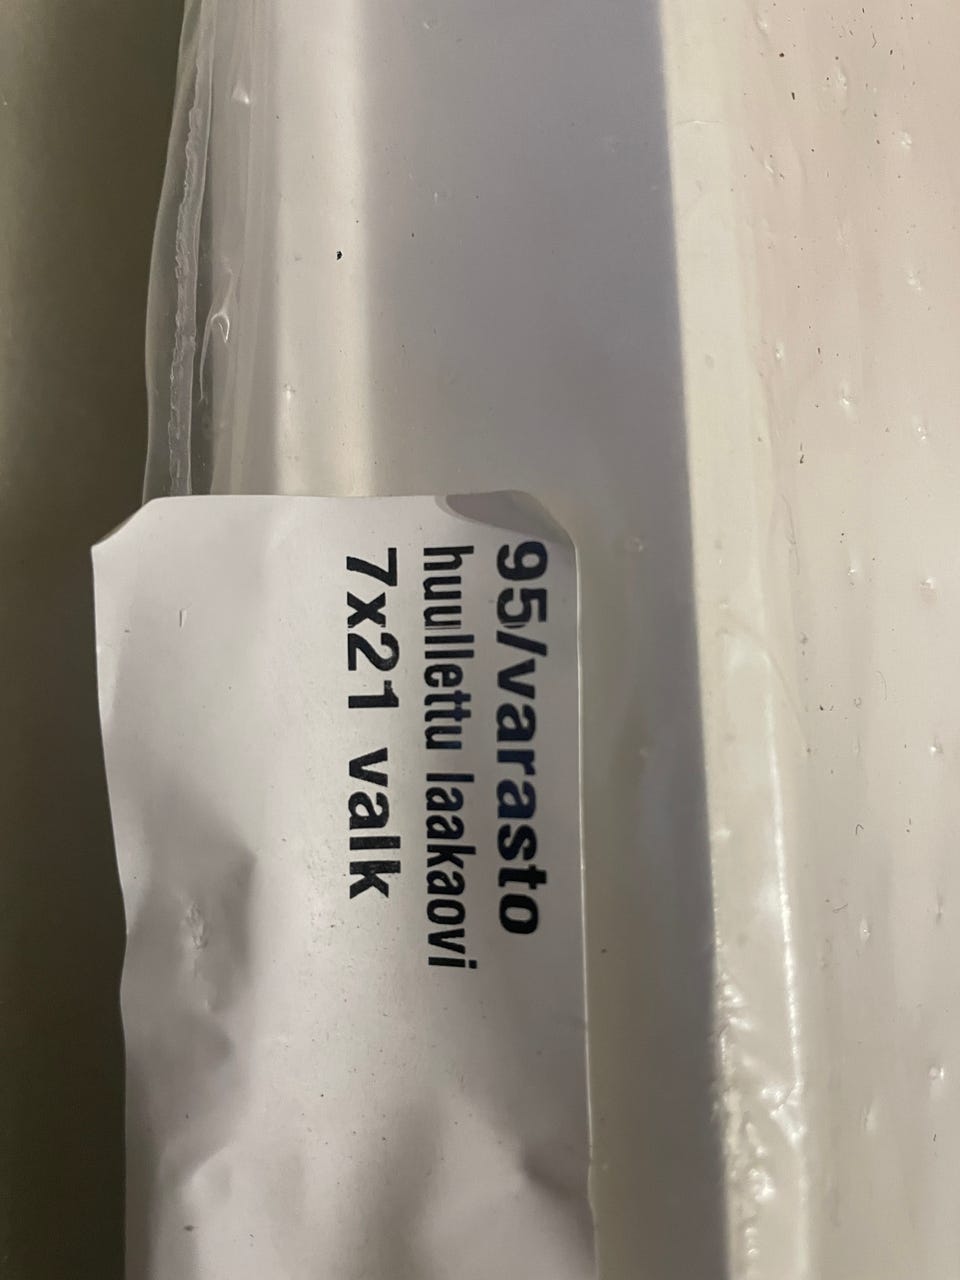 95/varasto
huullettu laakaovi
7x21 valk